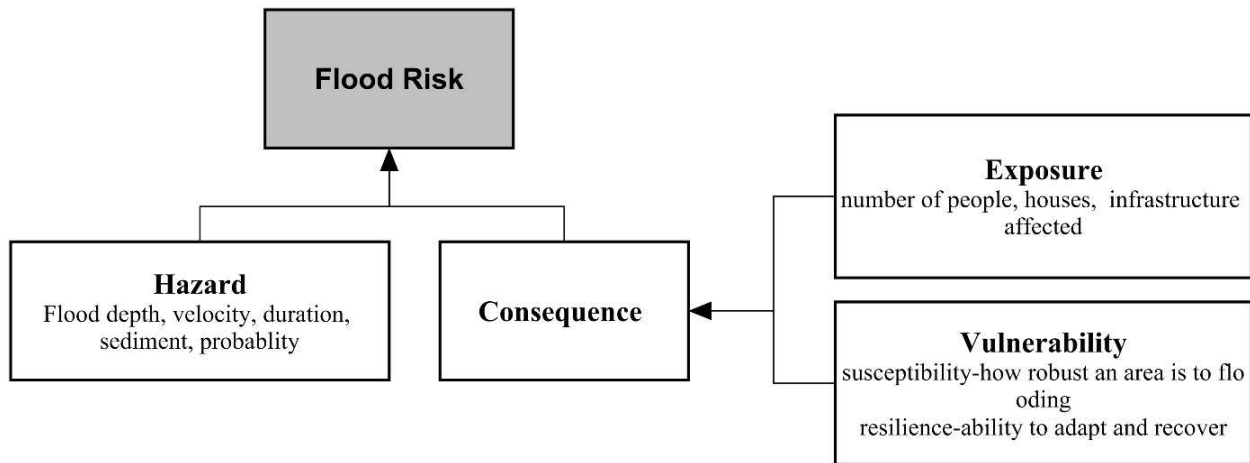 Flood Risk
Exposure
number of people, houses, infrastructure
affected
Hazard
Flood depth, velocity, duration,
sediment, probablity
Consequence
Vulnerability
susceptibility-how robust an area is to flo
oding
resilience-ability to adapt and recover